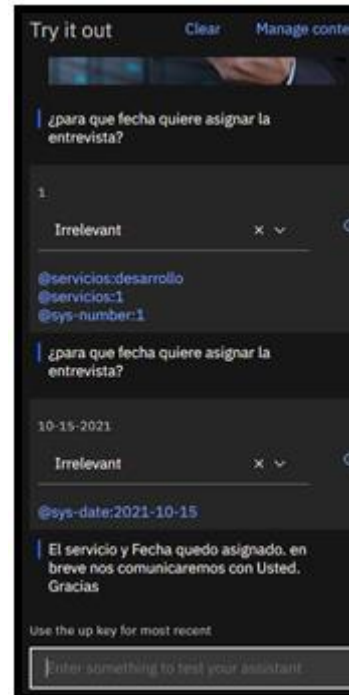 Try it out Clear Manage conte
¿para que fecha quiere asignar la
entrevista?
1
Irrelevant
@servicios:desarrollo
@servicios:1
@sys-number:1
¿para que fecha quiere asignar la
entrevista?
10-15-2021
Irrelevant
@sys-date:2021-10-15
El servicio y Fecha quedo asignado. en
breve nos comunicaremos con Usted.
Gracias
Use the up key for most recent
Enter something to test your assistant